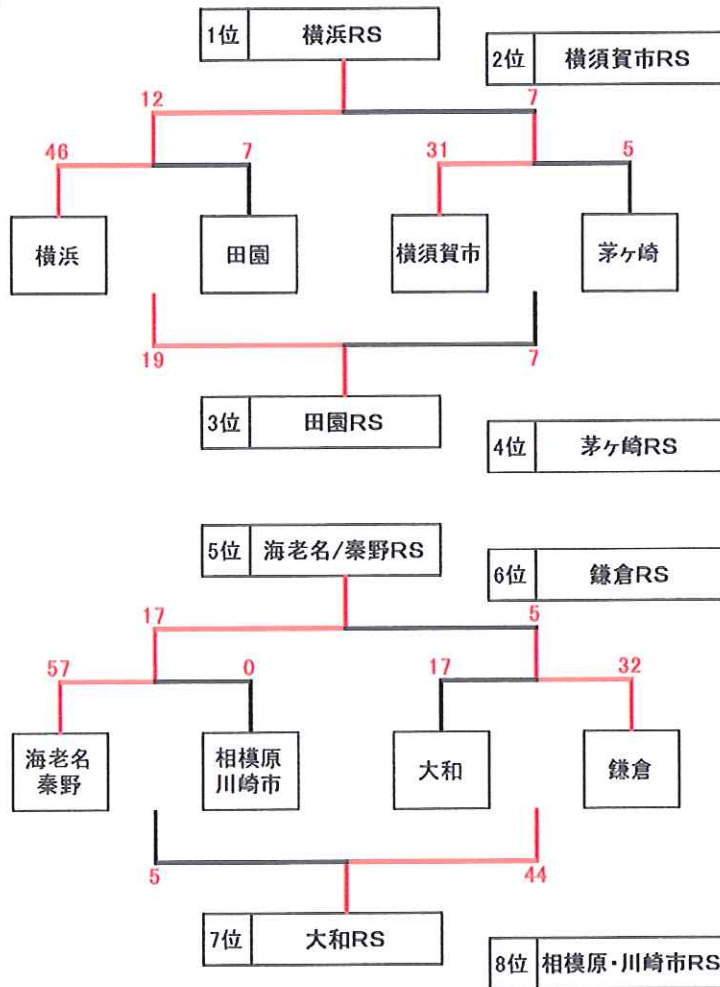 1位 横浜RS
2位 横須賀市RS
12 7
46 7 31 5
横浜 田園 横須賀市 茅ヶ崎
19 7
3位 田園RS
4位 茅ヶ崎RS
5位 海老名/秦野RS
6位 鎌倉RS
17 5
57 0 17 32
海老名
秦野
相模原
川崎市
大和
鎌倉
5 44
7位 大和RS
8位 相模原・川崎市RS